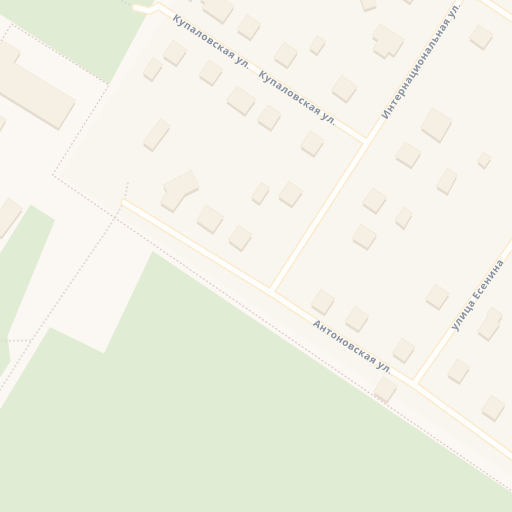 Купаловская ул.
Купаловская ул.
Интернациональная ул.
улица Есенина
Антоновская ул.